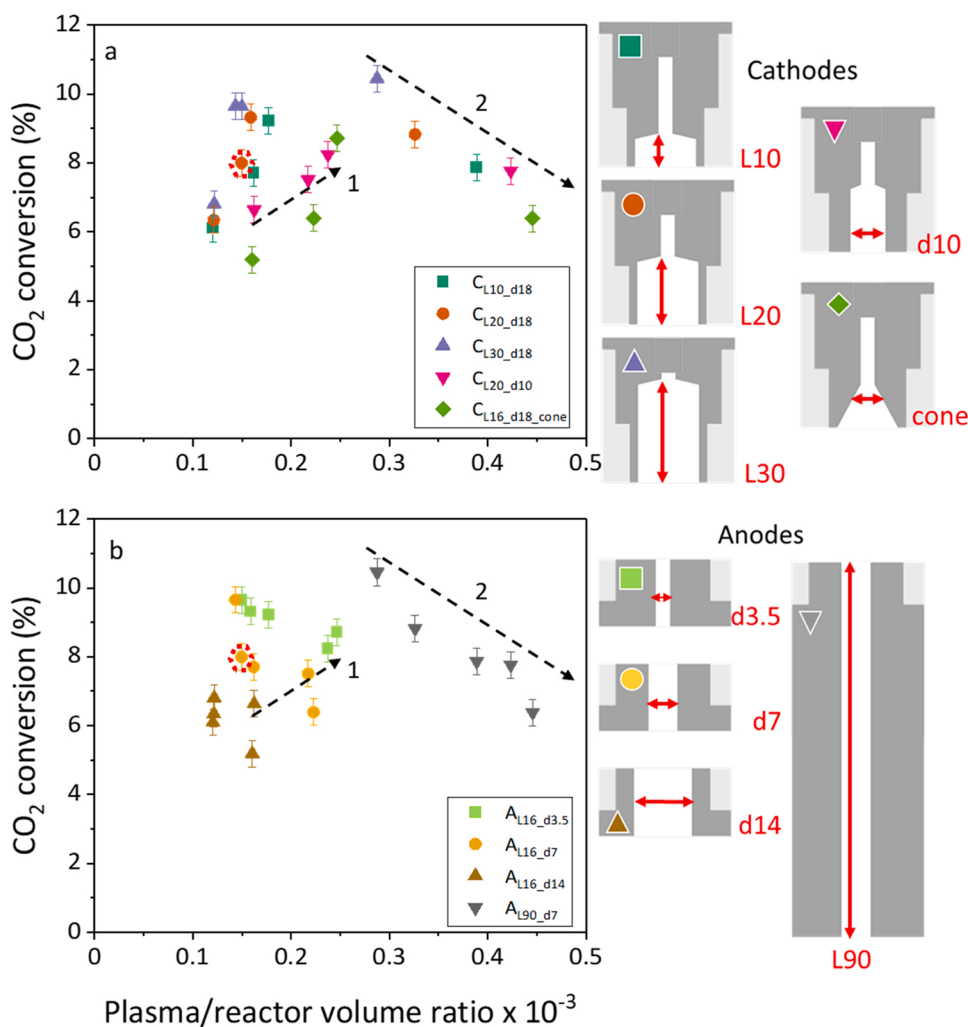 a
12
10
8
6
4
2
0
CO2 conversion (%)
0
0.1
0.2
0.3
0.4
0.5
1
2
CL10_d18
CL20_d18
CL30_d18
CL20_d10
CL16_d18_cone
Cathodes
L10
L20
L30
d10
cone
b
12
10
8
6
4
2
0
CO2 conversion (%)
0
0.1
0.2
0.3
0.4
0.5
1
2
AL16_d3.5
AL16_d7
AL16_d14
AL90_d7
Plasma/reactor volume ratio x 10-3
Anodes
d3.5
d7
d14
L90